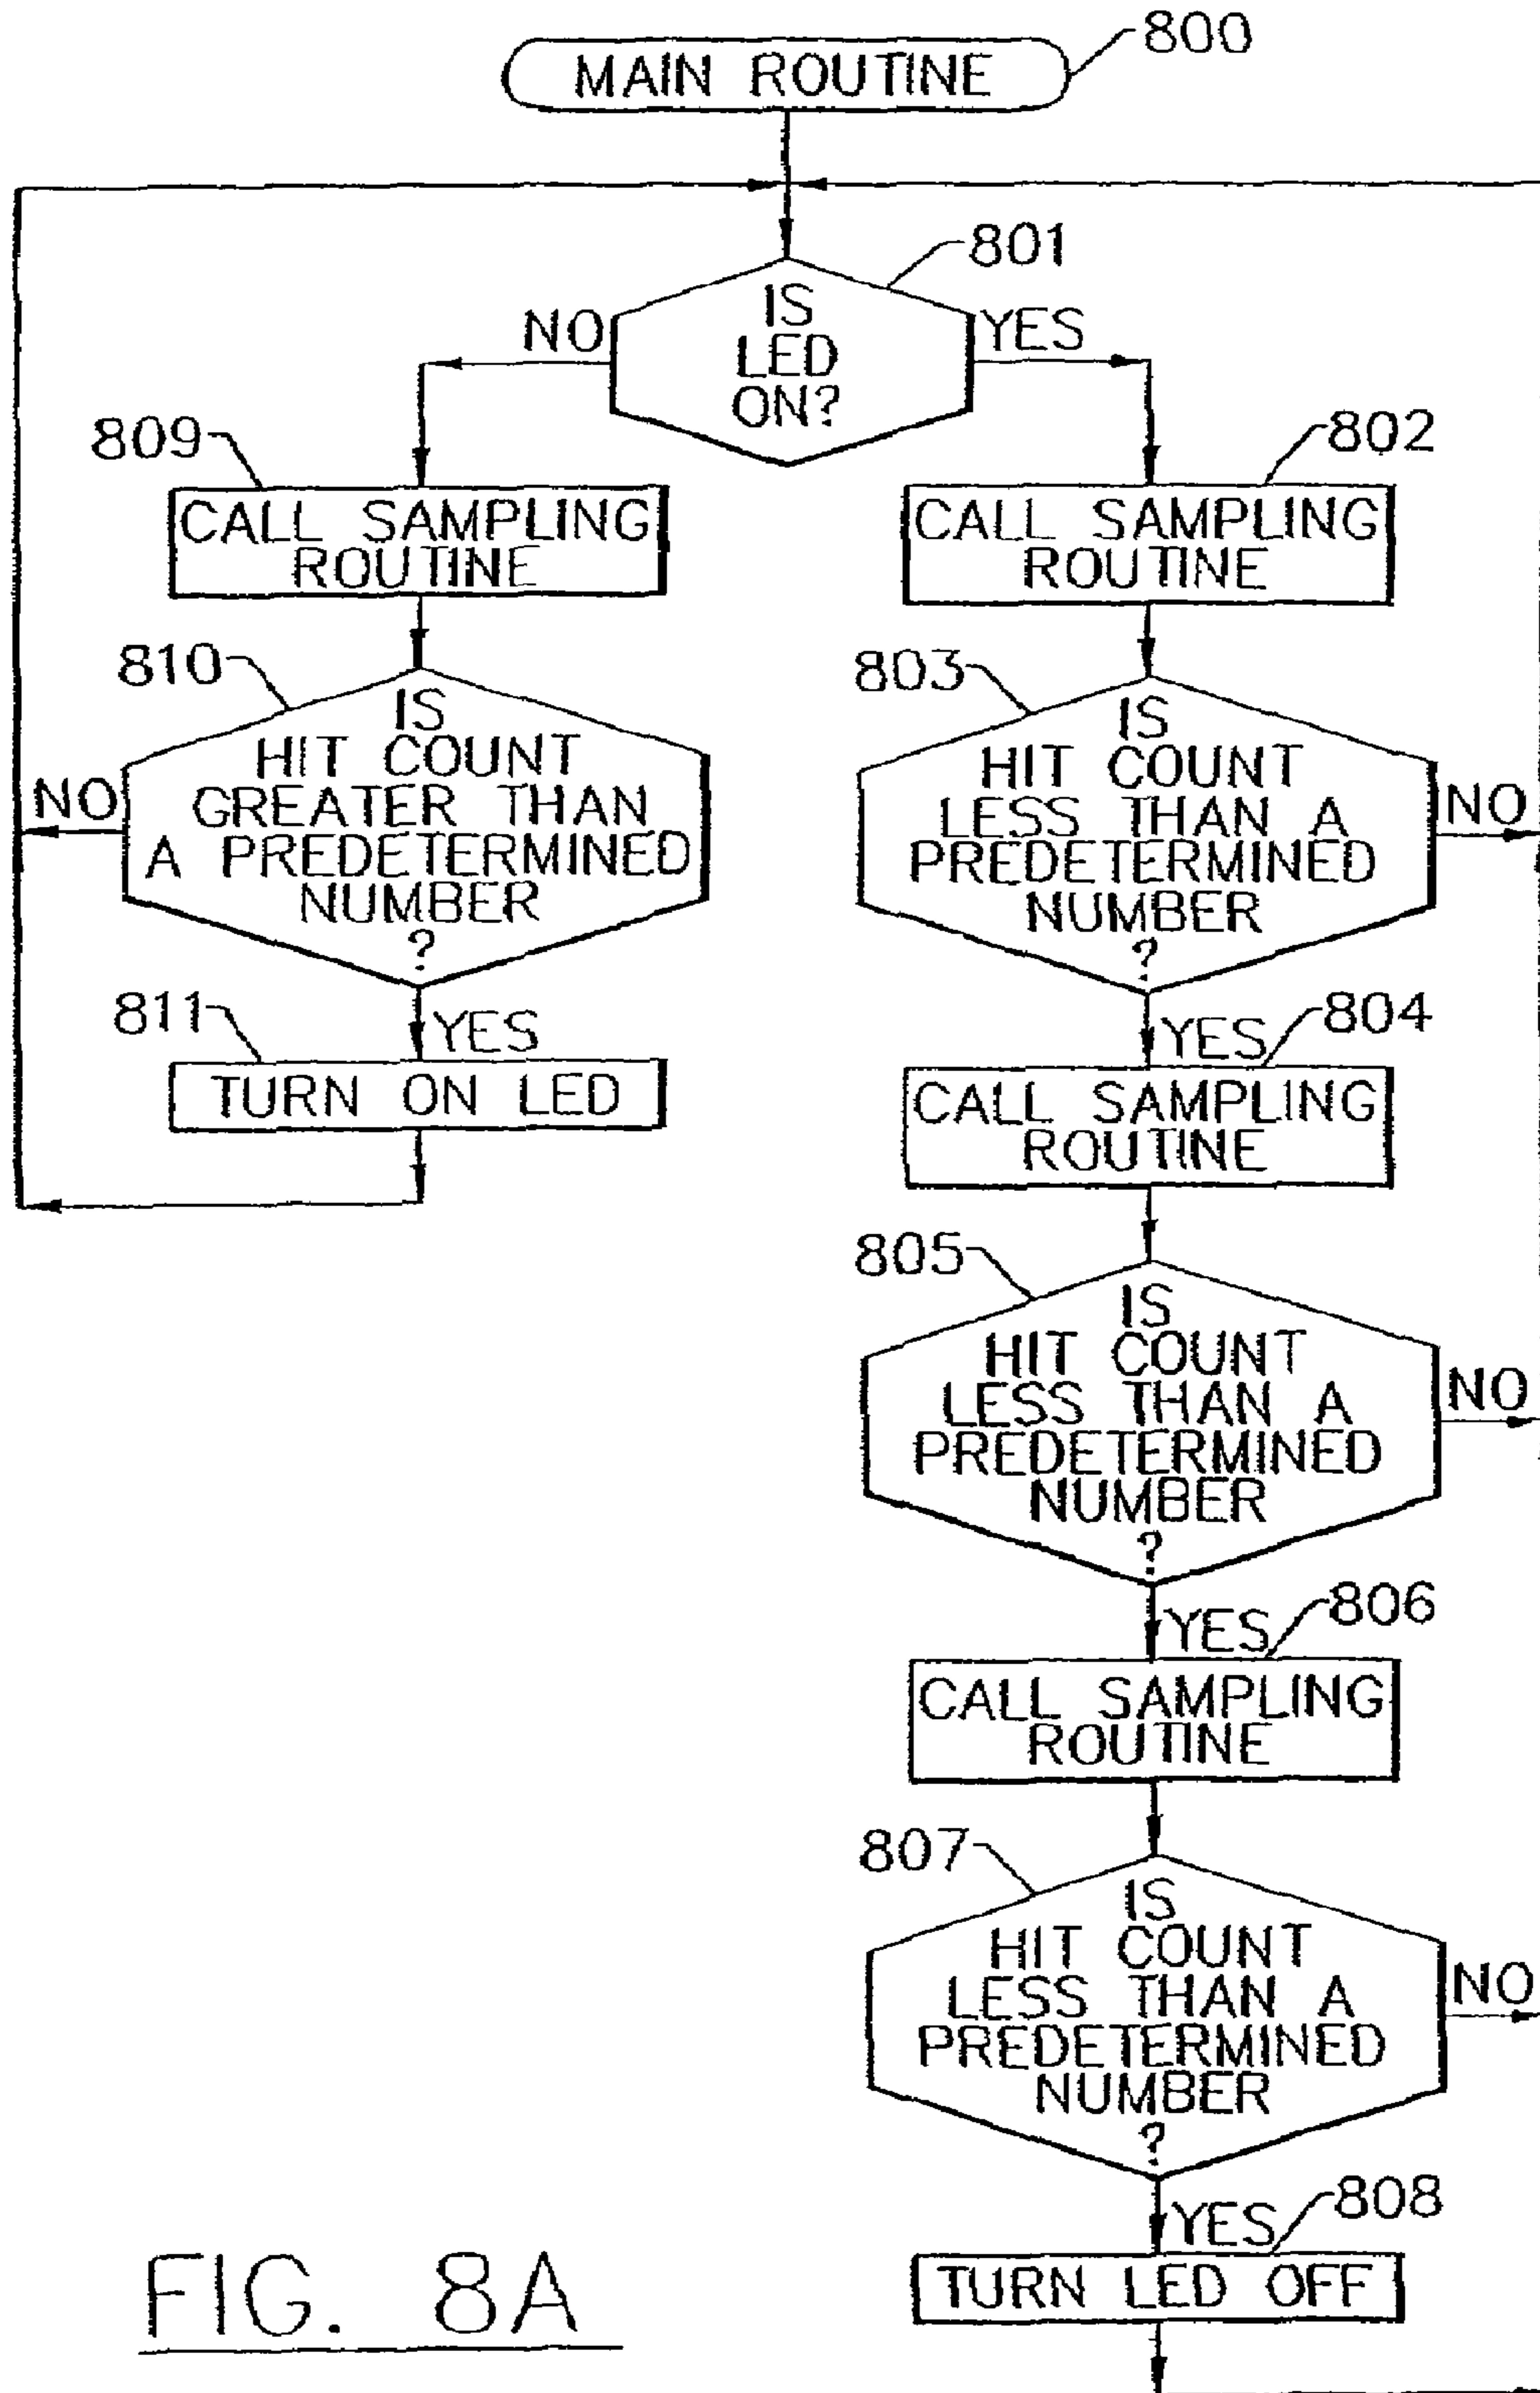 MAIN ROUTINE
800
801
IS
LED
ON?
NO
YES
809
CALL SAMPLING
ROUTINE
802
CALL SAMPLING
ROUTINE
810
IS
HIT COUNT
GREATER THAN
A PREDETERMINED
NUMBER
?
NO
YES
803
IS
HIT COUNT
LESS THAN A
PREDETERMINED
NUMBER
?
NO
YES
811
TURN ON LED
804
CALL SAMPLING
ROUTINE
805
IS
HIT COUNT
LESS THAN A
PREDETERMINED
NUMBER
?
NO
YES
806
CALL SAMPLING
ROUTINE
807
IS
HIT COUNT
LESS THAN A
PREDETERMINED
NUMBER
?
NO
YES
808
TURN LED OFF
FIG. 8A